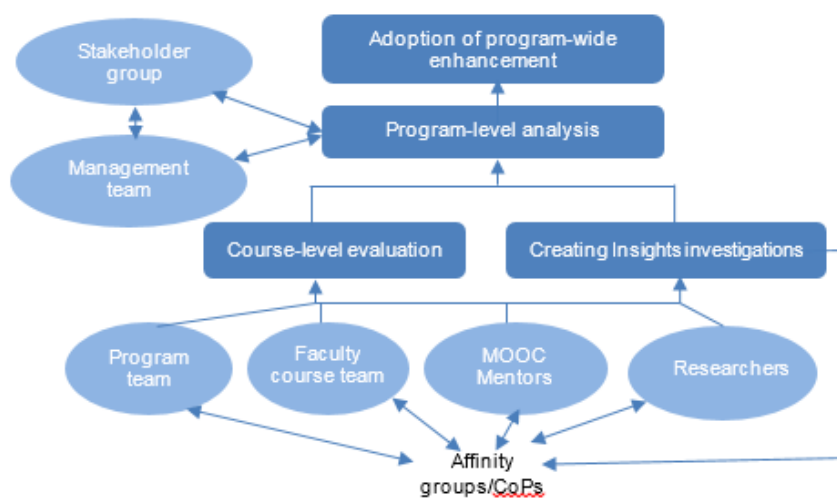 Stakeholder
group
Adoption of program-wide
enhancement
Program-level analysis
Management
team
Course-level evaluation
Creating Insights investigations
Program
team
Faculty
course team
MOOC
Mentors
Researchers
Affinity
groups/CoPs